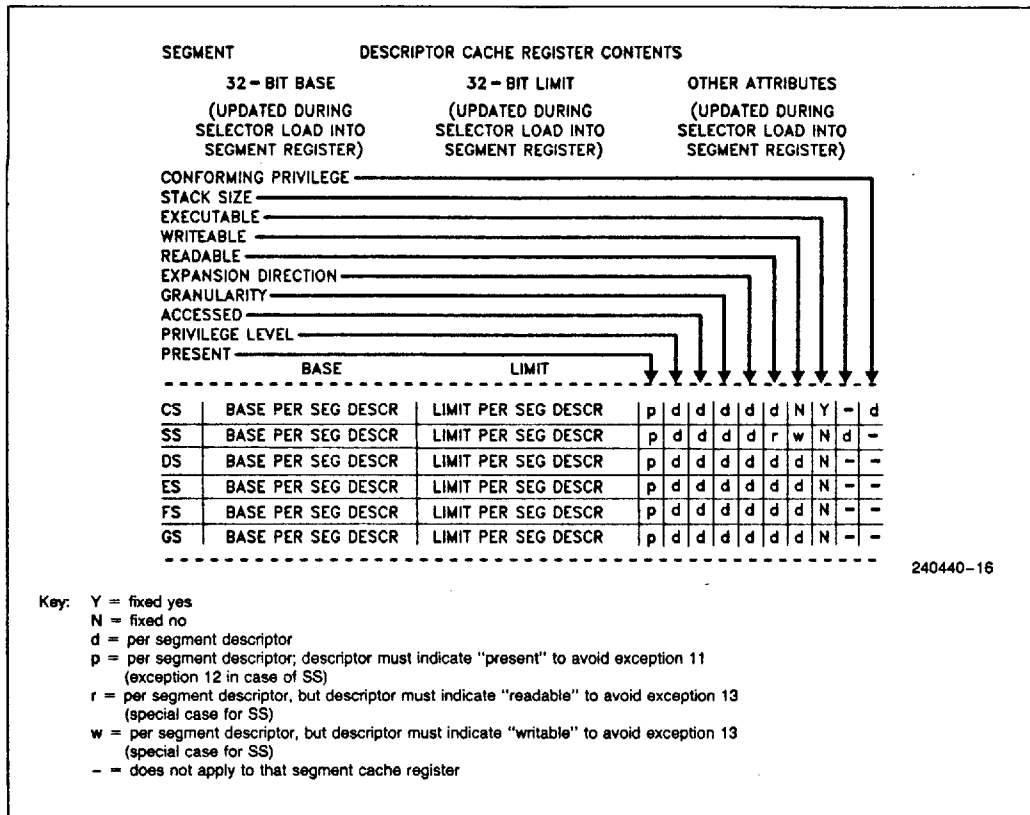 SEGMENT DESCRIPTOR CACHE REGISTER CONTENTS
32-BIT BASE 32-BIT LIMIT OTHER ATTRIBUTES
(UPDATED DURING (UPDATED DURING (UPDATED DURING
SELECTOR LOAD INTO SELECTOR LOAD INTO SELECTOR LOAD INTO
SEGMENT REGISTER) SEGMENT REGISTER) SEGMENT REGISTER)
CONFORMING PRIVILEGE
STACK SIZE
EXECUTABLE
WRITEABLE
READABLE
EXPANSION DIRECTION
GRANULARITY
ACCESSED
PRIVILEGE LEVEL
PRESENT
BASE LIMIT
CS BASE PER SEG DESCR LIMIT PER SEG DESCR p d d d d d N Y - d
SS BASE PER SEG DESCR LIMIT PER SEG DESCR p d d d d r w N d -
DS BASE PER SEG DESCR LIMIT PER SEG DESCR p d d d d d d N - -
ES BASE PER SEG DESCR LIMIT PER SEG DESCR p d d d d d d N - -
FS BASE PER SEG DESCR LIMIT PER SEG DESCR p d d d d d d N - -
GS BASE PER SEG DESCR LIMIT PER SEG DESCR p d d d d d d N - -
240440-16
Key: Y = fixed yes
N = fixed no
d = per segment descriptor
p = per segment descriptor; descriptor must indicate "present" to avoid exception 11
(exception 12 in case of SS)
r = per segment descriptor, but descriptor must indicate "readable" to avoid exception 13
(special case for SS)
w = per segment descriptor, but descriptor must indicate "writable" to avoid exception 13
(special case for SS)
- = does not apply to that segment cache register